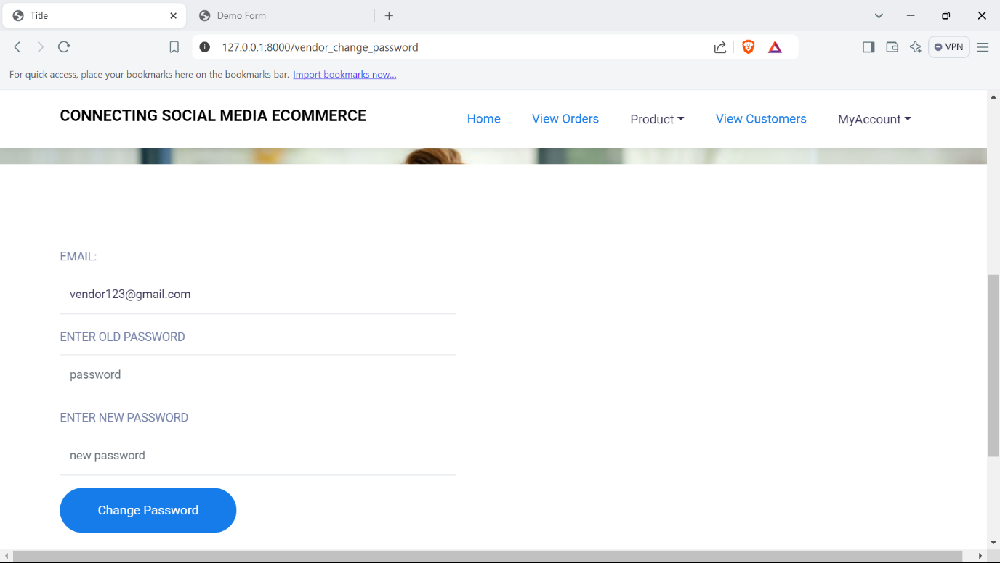 Title
Demo Form
127.0.0.1:8000/vendor_change_password
VPN
For quick access, place your bookmarks here on the bookmarks bar. Import bookmarks now...
CONNECTING SOCIAL MEDIA ECOMMERCE
Home
View Orders
Product
View Customers
MyAccount
EMAIL:
vendor123@gmail.com
ENTER OLD PASSWORD
password
ENTER NEW PASSWORD
new password
Change Password